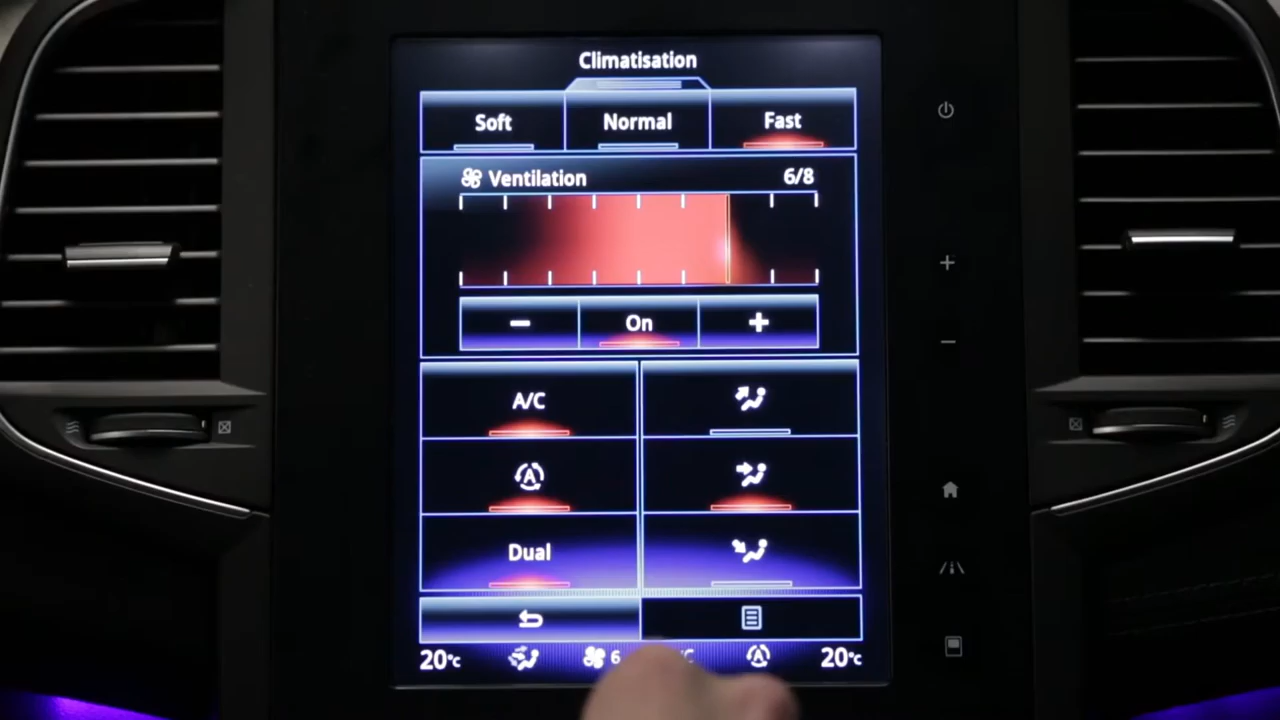 Climatisation
Soft Normal Fast
Ventilation 6/8
− On +
A/C
A
Dual
20°C 6 C A 20°C